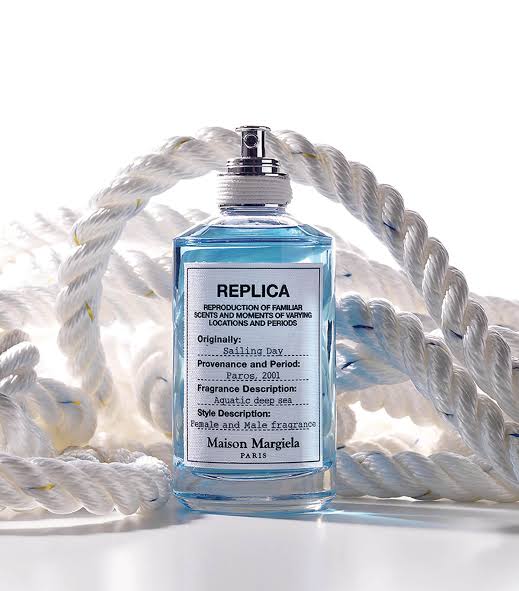 REPLICA
REPRODUCTION OF FAMILIAR
SCENTS AND MOMENTS OF VARYING
LOCATIONS AND PERIODS
Originally:
Sailing Day
Provenance and Period:
Paros, 2001
Fragrance Description:
Aquatic deep sea
Style Description:
Female and Male fragrance
Maison Margiela
PARIS